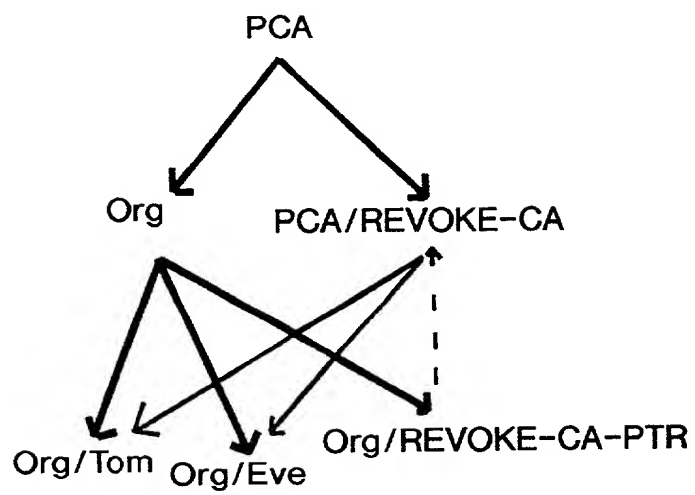 PCA
Org
PCA/REVOKE-CA
Org/Tom
Org/Eve
Org/REVOKE-CA-PTR